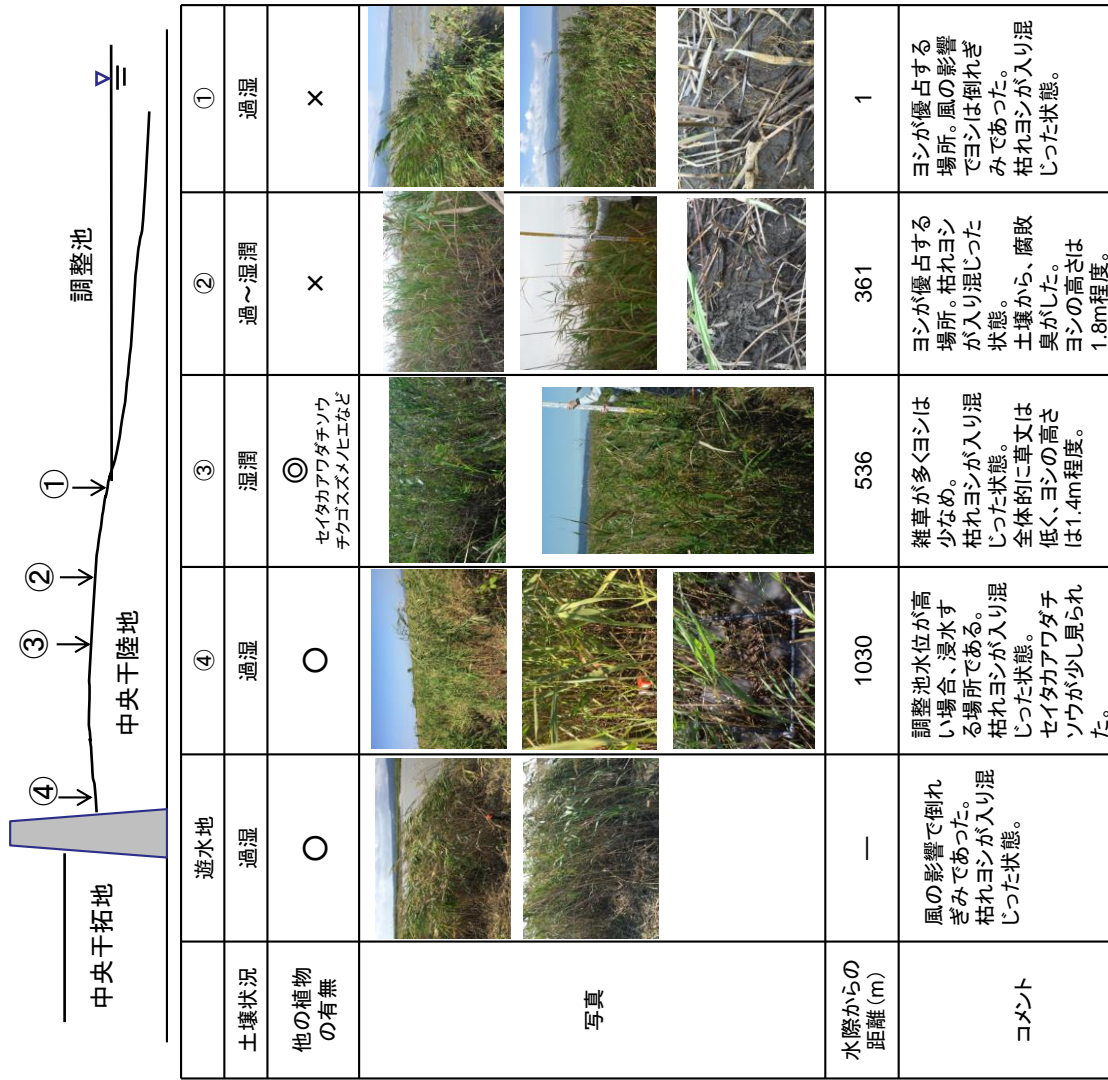 中央干拓地
④
中央干陸地
③
②
①
調整池
遊水地
④
③
②
①
土壌状況
過湿
過湿
湿潤
過～湿潤
過湿
他の植物
の有無
○
○
◎
セイタカアワダチソウ
チクゴスズメノヒエなど
×
×
写真
水際からの
距離(m)
―
1030
536
361
1
コメント
風の影響で倒れ
ぎみであった。
枯れヨシが入り混
じった状態。
調整池水位が高
い場合、浸水す
る場所である。
枯れヨシが入り混
じった状態。
セイタカアワダチ
ソウが少し見られ
た。
雑草が多くヨシは
少なめ。
枯れヨシが入り混
じった状態。
全体的に草丈は
低く、ヨシの高さ
は1.4m程度。
ヨシが優占する
場所。枯れヨシ
が入り混じった
状態。
土壌から、腐敗
臭がした。
ヨシの高さは
1.8m程度。
ヨシが優占する
場所。風の影響
でヨシは倒れぎ
みであった。
枯れヨシが入り混
じった状態。